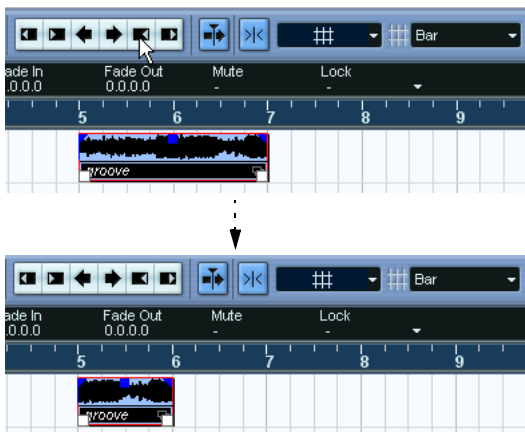 Bar
ade In Fade Out Mute Lock
.0.0.0 0.0.0.0 - -
5 6 7 8 9
groove
Bar
ade In Fade Out Mute Lock
.0.0.0 0.0.0.0 - -
5 6 7 8 9
groove